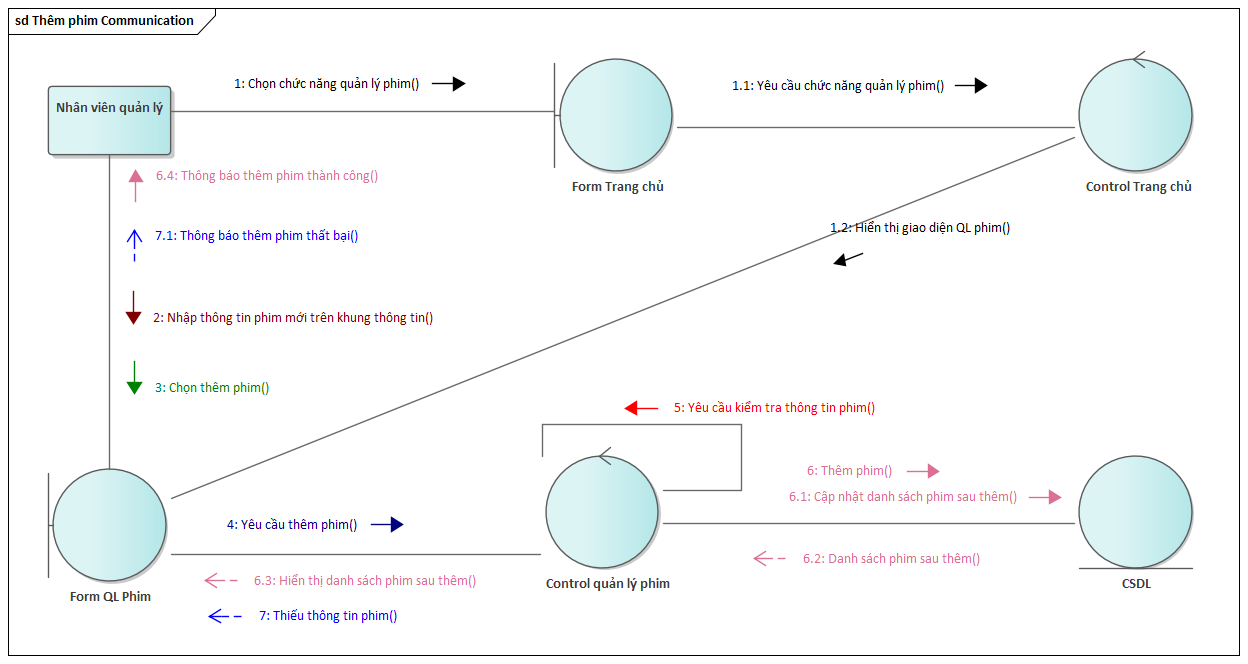 sd Thêm phim Communication
1: Chọn chức năng quản lý phim()
1.1: Yêu cầu chức năng quản lý phim()
Nhân viên quản lý
6.4: Thông báo thêm phim thành công()
Form Trang chủ
Control Trang chủ
7.1: Thông báo thêm phim thất bại()
1.2: Hiển thị giao diện QL phim()
2: Nhập thông tin phim mới trên khung thông tin()
3: Chọn thêm phim()
5: Yêu cầu kiểm tra thông tin phim()
6: Thêm phim()
6.1: Cập nhật danh sách phim sau thêm()
4: Yêu cầu thêm phim()
6.2: Danh sách phim sau thêm()
6.3: Hiển thị danh sách phim sau thêm()
Control quản lý phim
CSDL
Form QL Phim
7: Thiếu thông tin phim()